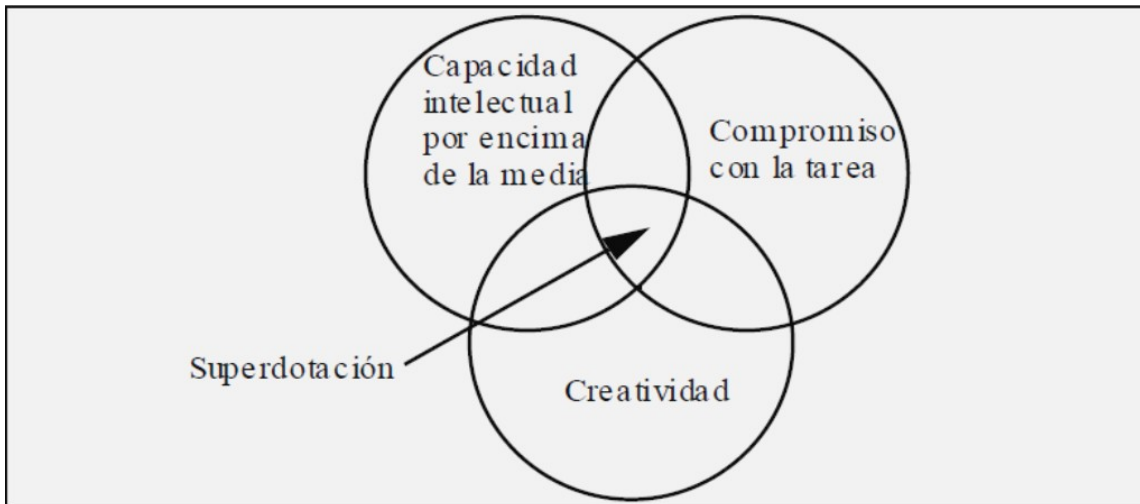 Capacidad
intelectual
por encima
de la media
Compromiso
con la tarea
Superdotación
Creatividad